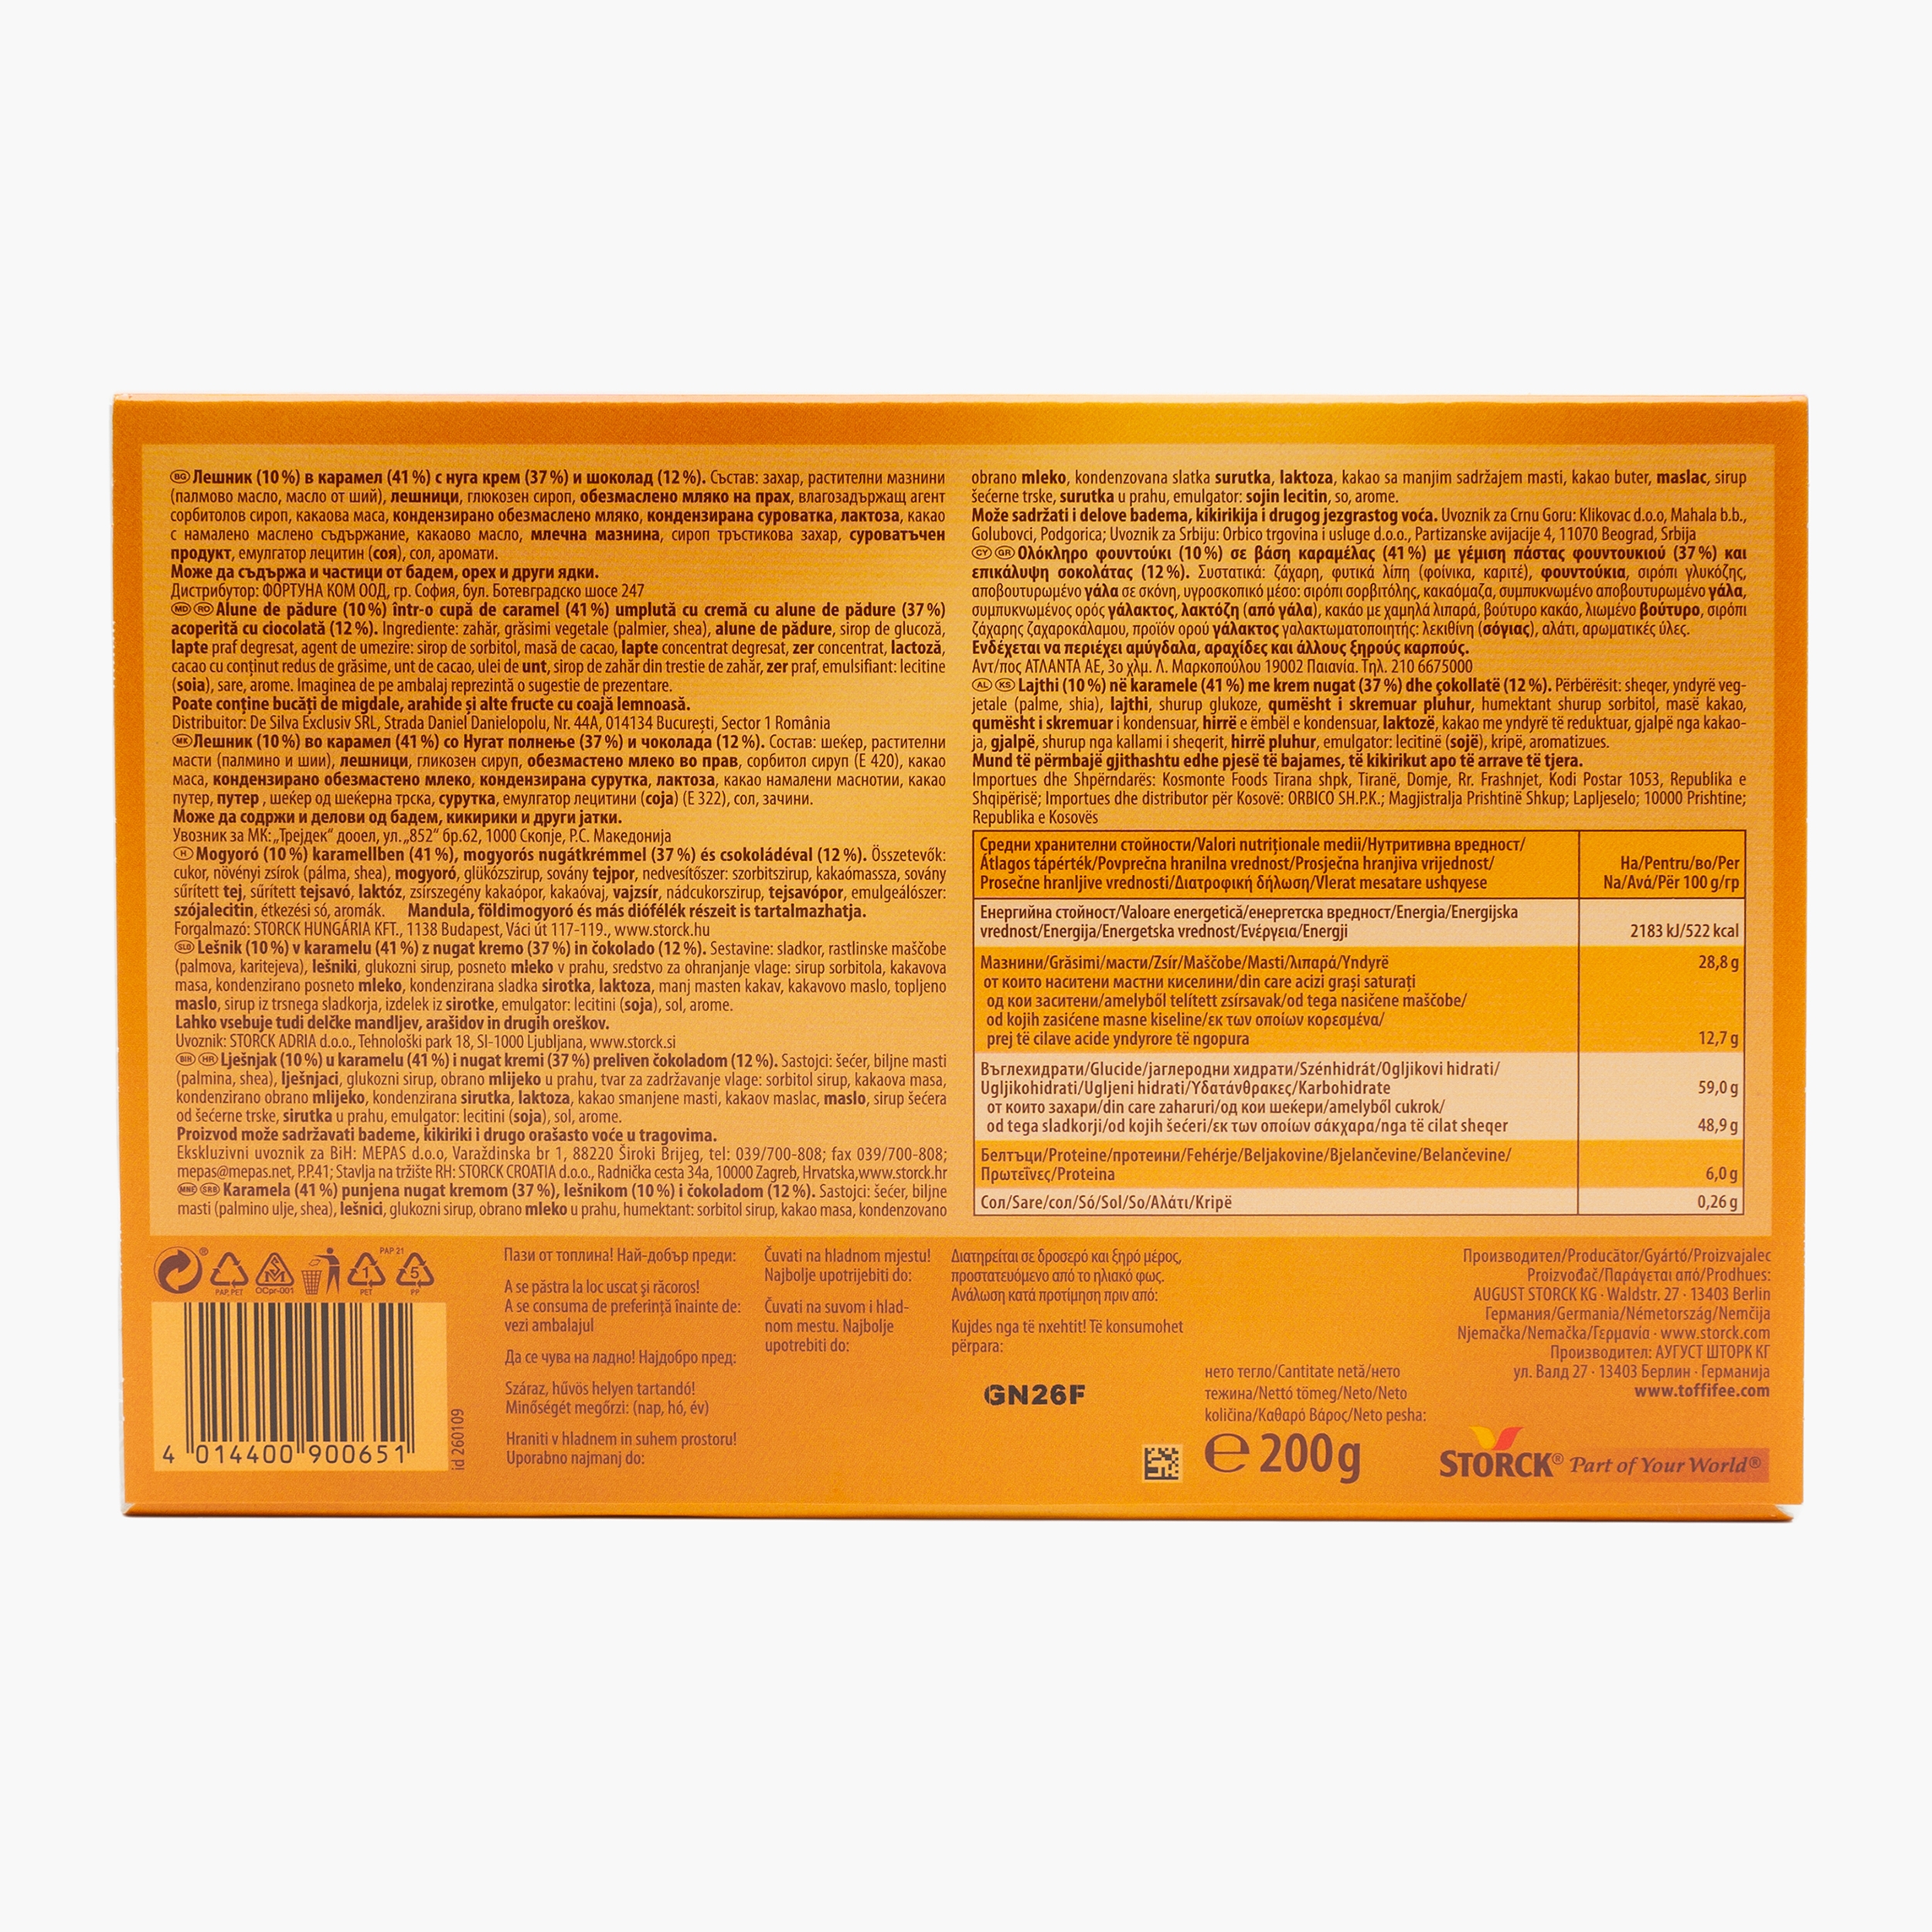 BG Лешник (10 %) в карамел (41 %) с нуга крем (37 %) и шоколад (12 %). Състав: захар, растителни мазнини
(палмово масло, масло от ший), лешници, глюкозен сироп, обезмаслено мляко на прах, влагозадържащ агент
сорбитолов сироп, какаова маса, кондензирано обезмаслено мляко, кондензирана суроватка, лактоза, какао
с намалено маслено съдържание, какаово масло, млечна мазнина, сироп тръстикова захар, суроватъчен
продукт, емулгатор лецитин (соя), сол, аромати.
Може да съдържа и частици от бадем, орех и други ядки.
Дистрибутор: ФОРТУНА КОМ ООД, гр. София, бул. Ботевградско шосе 247
MD RO Alune de pădure (10 %) într-o cupă de caramel (41 %) umplută cu cremă cu alune de pădure (37 %)
acoperită cu ciocolată (12 %). Ingrediente: zahăr, grăsimi vegetale (palmier, shea), alune de pădure, sirop de glucoză,
lapte praf degresat, agent de umezire: sirop de sorbitol, masă de cacao, lapte concentrat degresat, zer concentrat, lactoză,
cacao cu conținut redus de grăsime, unt de cacao, ulei de unt, sirop de zahăr din trestie de zahăr, zer praf, emulsifiant: lecitine
(soia), sare, arome. Imaginea de pe ambalaj reprezintă o sugestie de prezentare.
Poate conține bucăți de migdale, arahide și alte fructe cu coajă lemnoasă.
Distribuitor: De Silva Exclusiv SRL, Strada Daniel Danielopolu, Nr. 44A, 014134 București, Sector 1 România
MK Лешник (10 %) во карамел (41 %) со Нугат полнење (37 %) и чоколада (12 %). Состав: шеќер, растителни
масти (палмино и шии), лешници, гликозен сируп, обезмастено млеко во прав, сорбитол сируп (E 420), какао
маса, кондензирано обезмастено млеко, кондензирана сурутка, лактоза, какао намалени маснотии, какао
путер, путер , шеќер од шеќерна трска, сурутка, емулгатор лецитини (соја) (E 322), сол, зачини.
Може да содржи и делови од бадем, кикирики и други јатки.
Увозник за МК: „Трејдек“ дооел, ул. „852“ бр.62, 1000 Скопје, Р.С. Македонија
H Mogyoró (10 %) karamellben (41 %), mogyorós nugátkrémmel (37 %) és csokoládéval (12 %). Összetevők:
cukor, növényi zsírok (pálma, shea), mogyoró, glükózszirup, sovány tejpor, nedvesítőszer: szorbitszirup, kakaómassza, sovány
sűrített tej, sűrített tejsavó, laktóz, zsírszegény kakaópor, kakaóvaj, vajzsír, nádcukorszirup, tejsavópor, emulgeálószer:
szójalecitin, étkezési só, aromák. Mandula, földimogyoró és más diófélék részeit is tartalmazhatja.
Forgalmazó: STORCK HUNGÁRIA KFT., 1138 Budapest, Váci út 117-119., www.storck.hu
SLO Lešnik (10 %) v karamelu (41 %) z nugat kremo (37 %) in čokolado (12 %). Sestavine: sladkor, rastlinske maščobe
(palmova, karitejeva), lešniki, glukozni sirup, posneto mleko v prahu, sredstvo za ohranjanje vlage: sirup sorbitola, kakavova
masa, kondenzirano posneto mleko, kondenzirana sladka sirotka, laktoza, manj masten kakav, kakavovo maslo, topljeno
maslo, sirup iz trsnega sladkorja, izdelek iz sirotke, emulgator: lecitini (soja), sol, arome.
Lahko vsebuje tudi delčke mandljev, arašidov in drugih oreškov.
Uvoznik: STORCK ADRIA d.o.o., Tehnološki park 18, SI-1000 Ljubljana, www.storck.si
BIH HR Lješnjak (10 %) u karamelu (41 %) i nugat kremi (37 %) preliven čokoladom (12 %). Sastojci: šećer, biljne masti
(palmina, shea), lješnjaci, glukozni sirup, obrano mlijeko u prahu, tvar za zadržavanje vlage: sorbitol sirup, kakaova masa,
kondenzirano obrano mlijeko, kondenzirana sirutka, laktoza, kakao smanjene masti, kakaov maslac, maslo, sirup šećera
od šećerne trske, sirutka u prahu, emulgator: lecitini (soja), sol, arome.
Proizvod može sadržavati bademe, kikiriki i drugo orašasto voće u tragovima.
Ekskluzivni uvoznik za BiH: MEPAS d.o.o, Varaždinska br 1, 88220 Široki Brijeg, tel: 039/700-808; fax 039/700-808;
mepas@mepas.net, P.P.41; Stavlja na tržište RH: STORCK CROATIA d.o.o., Radnička cesta 34a, 10000 Zagreb, Hrvatska,www.storck.hr
MNE SRB Karamela (41 %) punjena nugat kremom (37 %), lešnikom (10 %) i čokoladom (12 %). Sastojci: šećer, biljne
masti (palmino ulje, shea), lešnici, glukozni sirup, obrano mleko u prahu, humektant: sorbitol sirup, kakao masa, kondenzovano
obrano mleko, kondenzovana slatka surutka, laktoza, kakao sa manjim sadržajem masti, kakao buter, maslac, sirup
šećerne trske, surutka u prahu, emulgator: sojin lecitin, so, arome.
Može sadržati i delove badema, kikirikija i drugog jezgrastog voća. Uvoznik za Crnu Goru: Klikovac d.o.o, Mahala b.b.,
Golubovci, Podgorica; Uvoznik za Srbiju: Orbico trgovina i usluge d.o.o., Partizanske avijacije 4, 11070 Beograd, Srbija
CY GR Ολόκληρο φουντούκι (10 %) σε βάση καραμέλας (41 %) με γέμιση πάστας φουντουκιού (37 %) και
επικάλυψη σοκολάτας (12 %). Συστατικά: ζάχαρη, φυτικά λίπη (φοίνικα, καριτέ), φουντούκια, σιρόπι γλυκόζης,
αποβουτυρωμένο γάλα σε σκόνη, υγροσκοπικό μέσο: σιρόπι σορβιτόλης, κακαόμαζα, συμπυκνωμένο αποβουτυρωμένο γάλα,
συμπυκνωμένος ορός γάλακτος, λακτόζη (από γάλα), κακάο με χαμηλά λιπαρά, βούτυρο κακάο, λιωμένο βούτυρο, σιρόπι
ζάχαρης ζαχαροκάλαμου, προϊόν ορού γάλακτος γαλακτωματοποιητής: λεκιθίνη (σόγιας), αλάτι, αρωματικές ύλες.
Ενδέχεται να περιέχει αμύγδαλα, αραχίδες και άλλους ξηρούς καρπούς.
Αντ/πος ΑΤΛΑΝΤΑ ΑΕ, 3ο χλμ. Λ. Μαρκοπούλου 19002 Παιανία. Τηλ. 210 6675000
AL KS Lajthi (10 %) në karamele (41 %) me krem nugat (37 %) dhe çokollatë (12 %). Përbërësit: sheqer, yndyrë veg-
jetale (palme, shia), lajthi, shurup glukoze, qumësht i skremuar pluhur, humektant shurup sorbitol, masë kakao,
qumësht i skremuar i kondensuar, hirrë e ëmbël e kondensuar, laktozë, kakao me yndyrë të reduktuar, gjalpë nga kakao-
ja, gjalpë, shurup nga kallami i sheqerit, hirrë pluhur, emulgator: lecitinë (sojë), kripë, aromatizues.
Mund të përmbajë gjithashtu edhe pjesë të bajames, të kikirikut apo të arrave të tjera.
Importues dhe Shpërndarës: Kosmonte Foods Tirana shpk, Tiranë, Domje, Rr. Frashnjet, Kodi Postar 1053, Republika e
Shqipërisë; Importues dhe distributor për Kosovë: ORBICO SH.P.K.; Magjistralja Prishtinë Shkup; Lapljeselo; 10000 Prishtine;
Republika e Kosovës
Средни хранителни стойности/Valori nutriționale medii/Нутритивна вредност/
Átlagos tápérték/Povprečna hranilna vrednost/Prosječna hranjiva vrijednost/
Prosečne hranljive vrednosti/Διατροφική δήλωση/Vlerat mesatare ushqyese
На/Pentru/во/Per
Na/Ανά/Për 100 g/гр
Енергийна стойност/Valoare energetică/енергетска вредност/Energia/Energijska
vrednost/Energija/Energetska vrednost/Ενέργεια/Energji 2183 kJ/522 kcal
Мазнини/Grăsimi/масти/Zsír/Maščobe/Masti/λιπαρά/Yndyrë 28,8 g
от които наситени мастни киселини/din care acizi grași saturați
од кои заситени/amelyből telített zsírsavak/od tega nasičene maščobe/
od kojih zasićene masne kiseline/εκ των οποίων κορεσμένα/
prej të cilave acide yndyrore të ngopura 12,7 g
Въглехидрати/Glucide/јаглеродни хидрати/Szénhidrát/Ogljikovi hidrati/
Ugljikohidrati/Ugljeni hidrati/Υδατάνθρακες/Karbohidrate 59,0 g
от които захари/din care zaharuri/од кои шеќери/amelyből cukrok/
od tega sladkorji/od kojih šećeri/εκ των οποίων σάκχαρα/nga të cilat sheqer 48,9 g
Белтъци/Proteine/протеини/Fehérje/Beljakovine/Bjelančevine/Belančevine/
Πρωτεΐνες/Proteina 6,0 g
Сол/Sare/сол/Só/Sol/So/Αλάτι/Kripë 0,26 g
PAP, PET
OCpr-001
1
PET
PAP 21
5
PP
4 014400 900651
id 260109
Пази от топлина! Най-добър преди:
A se păstra la loc uscat și răcoros!
A se consuma de preferință înainte de:
vezi ambalajul
Да се чува на ладно! Најдобро пред:
Száraz, hűvös helyen tartandó!
Minőségét megőrzi: (nap, hó, év)
Hraniti v hladnem in suhem prostoru!
Uporabno najmanj do:
Čuvati na hladnom mjestu!
Najbolje upotrijebiti do:
Čuvati na suvom i hlad-
nom mestu. Najbolje
upotrebiti do:
Διατηρείται σε δροσερό και ξηρό μέρος,
προστατευόμενο από το ηλιακό φως.
Ανάλωση κατά προτίμηση πριν από:
Kujdes nga të nxehtit! Të konsumohet
përpara:
GN26F
нето тегло/Cantitate netă/нето
тежина/Nettó tömeg/Neto/Neto
količina/Καθαρό Βάρος/Neto pesha:
e 200g
Производител/Producător/Gyártó/Proizvajalec
Proizvođač/Παράγεται από/Prodhues:
AUGUST STORCK KG · Waldstr. 27 · 13403 Berlin
Германия/Germania/Németország/Nemčija
Njemačka/Nemačka/Γερμανία · www.storck.com
Производител: АУГУСТ ШТОРК КГ
ул. Валд 27 · 13403 Берлин · Германија
www.toffifee.com
STORCK® Part of Your World®